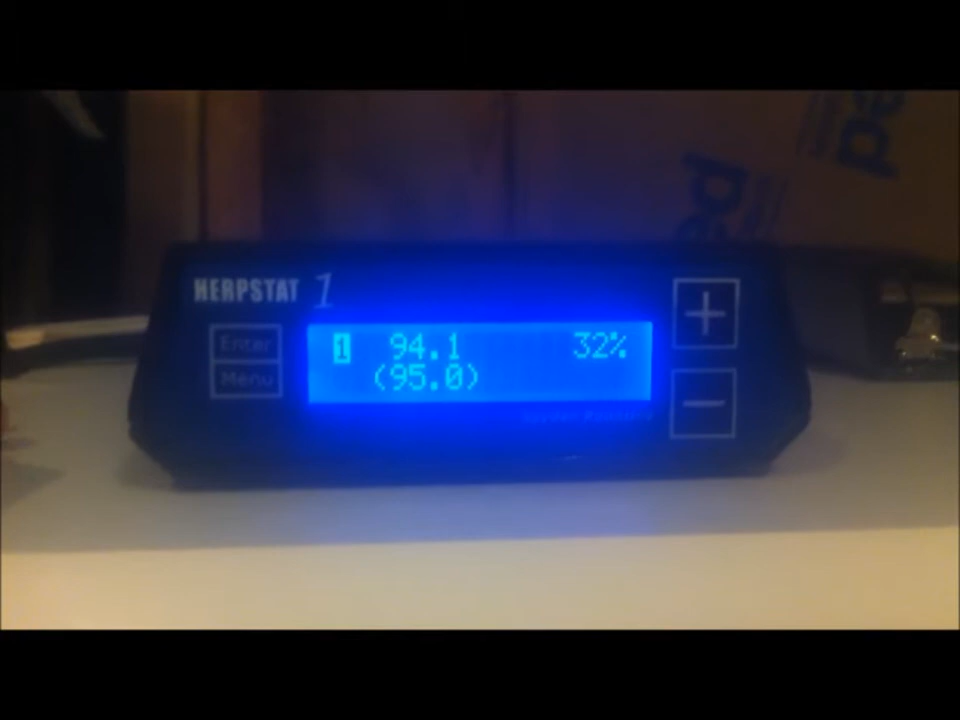 HERPSTAT 1
Enter
Menu
1 94.1 32%
(95.0)
+
−